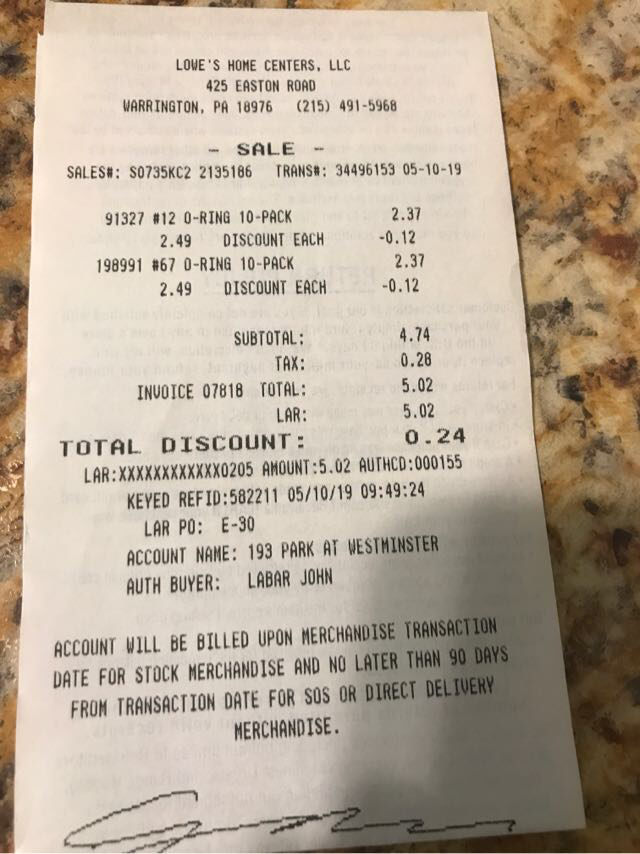 LOWE'S HOME CENTERS, LLC
425 EASTON ROAD
WARRINGTON, PA 18976 (215) 491-5968
- SALE -
SALES#: S0735KC2 2135186 TRANS#: 34496153 05-10-19
91327 #12 O-RING 10-PACK 2.37
2.49 DISCOUNT EACH -0.12
198991 #67 O-RING 10-PACK 2.37
2.49 DISCOUNT EACH -0.12
SUBTOTAL: 4.74
TAX: 0.28
INVOICE 07818 TOTAL: 5.02
LAR: 5.02
TOTAL DISCOUNT: 0.24
LAR:XXXXXXXXXXXX0205 AMOUNT:5.02 AUTHCD:000155
KEYED REFID:582211 05/10/19 09:49:24
LAR PO: E-30
ACCOUNT NAME: 193 PARK AT WESTMINSTER
AUTH BUYER: LABAR JOHN
ACCOUNT WILL BE BILLED UPON MERCHANDISE TRANSACTION
DATE FOR STOCK MERCHANDISE AND NO LATER THAN 90 DAYS
FROM TRANSACTION DATE FOR SOS OR DIRECT DELIVERY
MERCHANDISE.